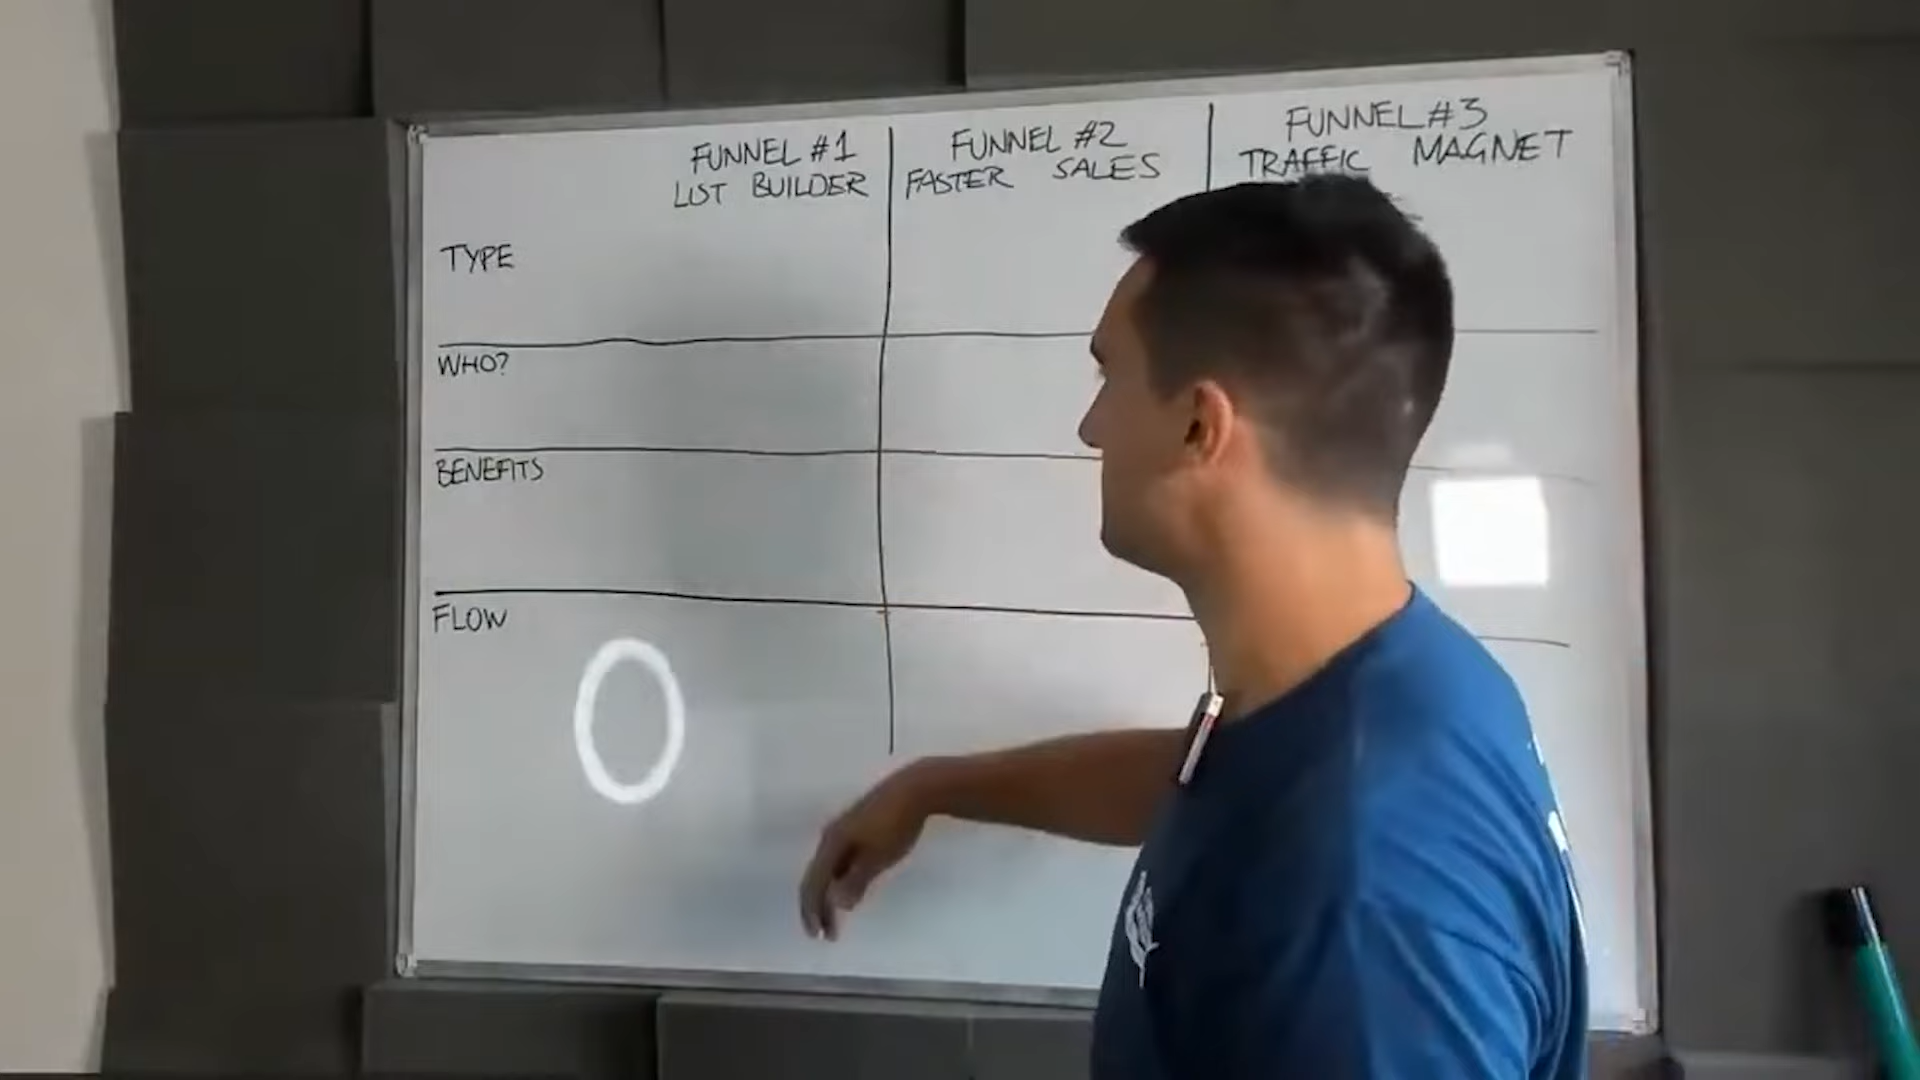 FUNNEL #1
LIST BUILDER
FUNNEL #2
FASTER SALES
FUNNEL #3
TRAFFIC MAGNET
TYPE
WHO?
BENEFITS
FLOW